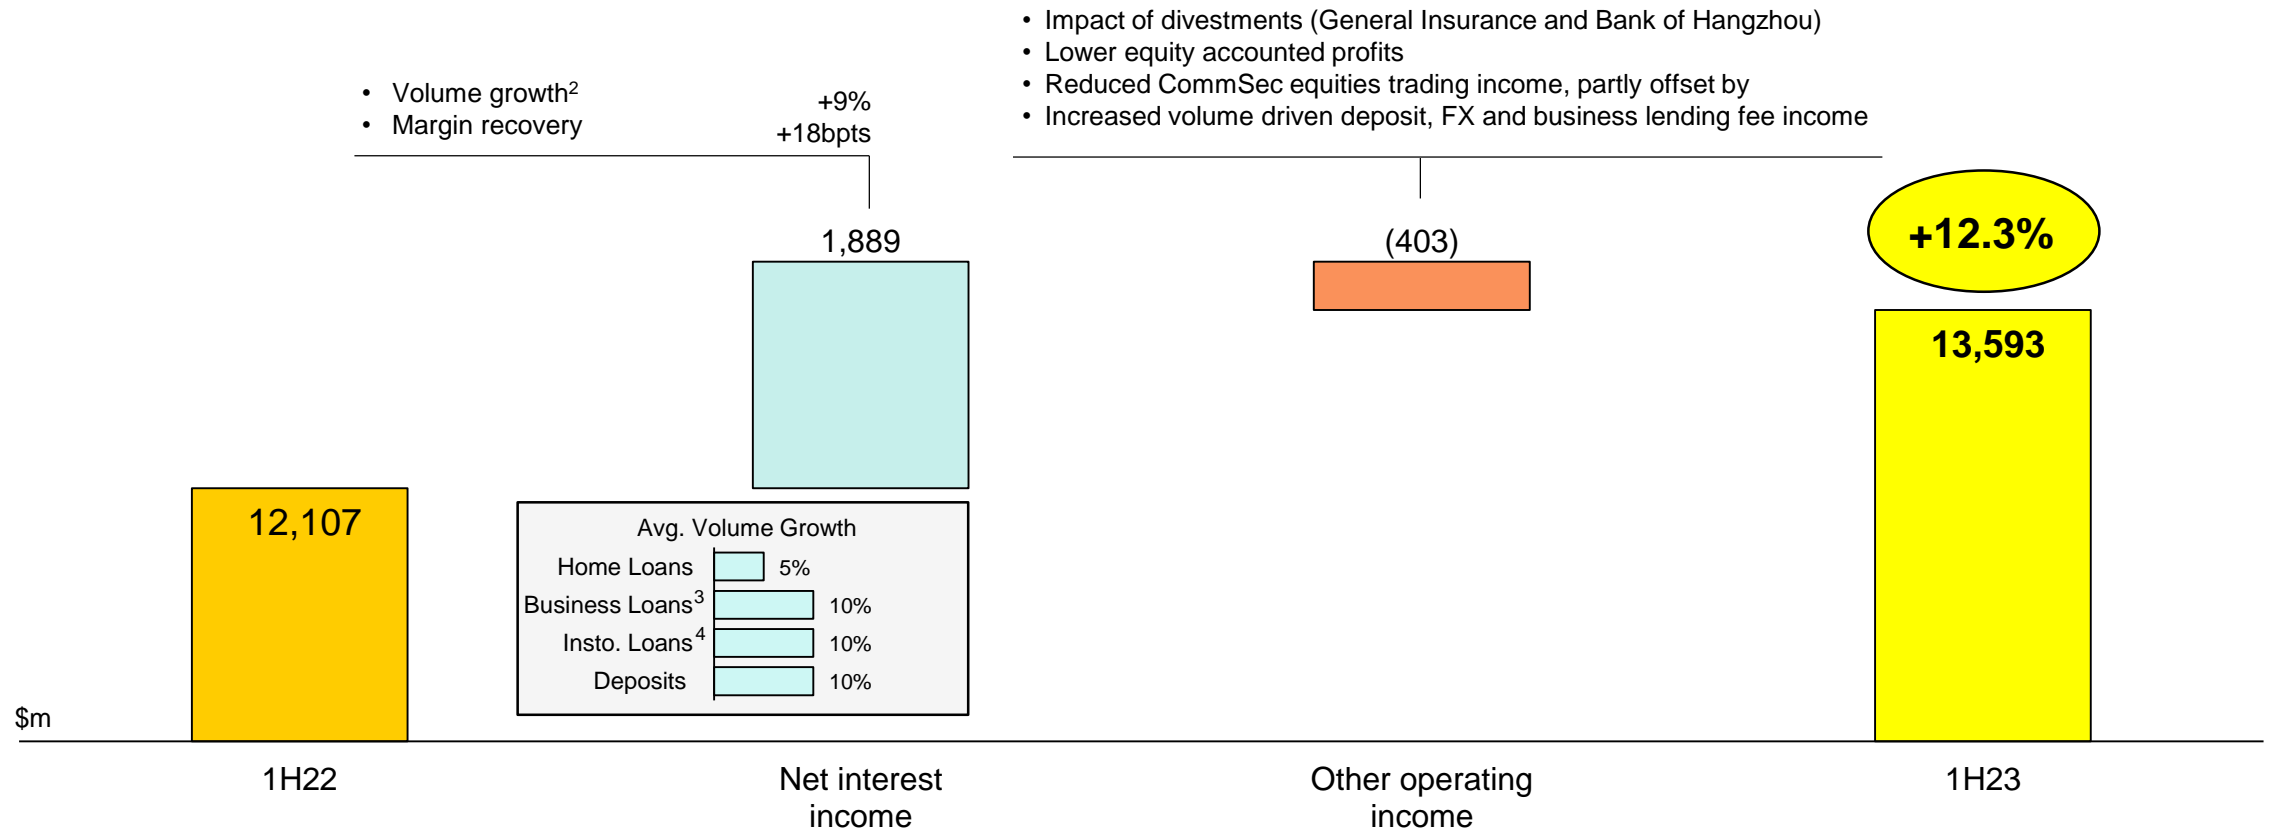 • Impact of divestments (General Insurance and Bank of Hangzhou)
• Lower equity accounted profits
• Reduced CommSec equities trading income, partly offset by
• Increased volume driven deposit, FX and business lending fee income
• Volume growth² +9%
• Margin recovery +18bpts
1,889
(403)
+12.3%
13,593
12,107
Avg. Volume Growth
Home Loans 5%
Business Loans³ 10%
Insto. Loans⁴ 10%
Deposits 10%
$m
1H22
Net interest
income
Other operating
income
1H23